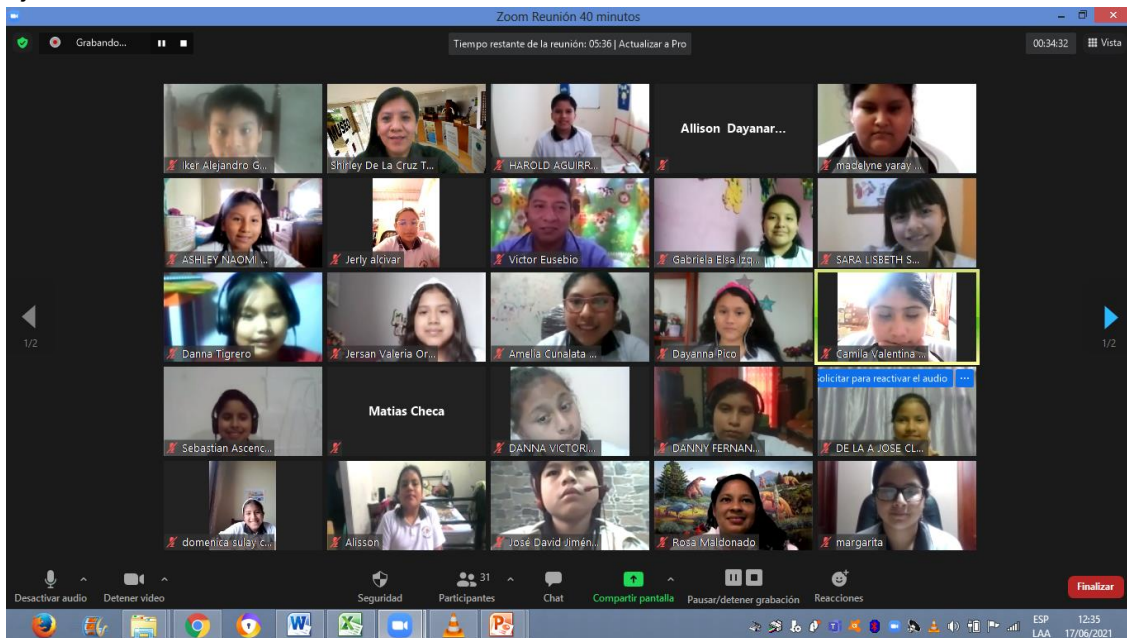 Zoom Reunión 40 minutos
Grabando...
Tiempo restante de la reunión: 05:36 | Actualizar a Pro
00:34:32
Vista
MUSEO
Iker Alejandro G...
Shirley De La Cruz T...
HAROLD AGUIRR...
Allison Dayanar...
madelyne yaray ...
ASHLEY NAOMI ...
Jerly alcivar
Victor Eusebio
Gabriela Elsa Izq...
SARA LISBETH S...
1/2
1/2
Danna Tigrero
Jersan Valeria Or...
Amelia Cunalata ...
Dayanna Pico
Camila Valentina ...
Solicitar para reactivar el audio ...
Sebastian Ascenc...
Matias Checa
DANNA VICTORI...
DANNY FERNAN...
DE LA A JOSE CL...
domenica sulay c...
Alisson
José David Jimén...
Rosa Maldonado
margarita
31
Desactivar audio
Detener video
Seguridad
Participantes
Chat
Compartir pantalla
Pausar/detener grabación
Reacciones
Finalizar
ESP 12:35
LAA 17/06/2021